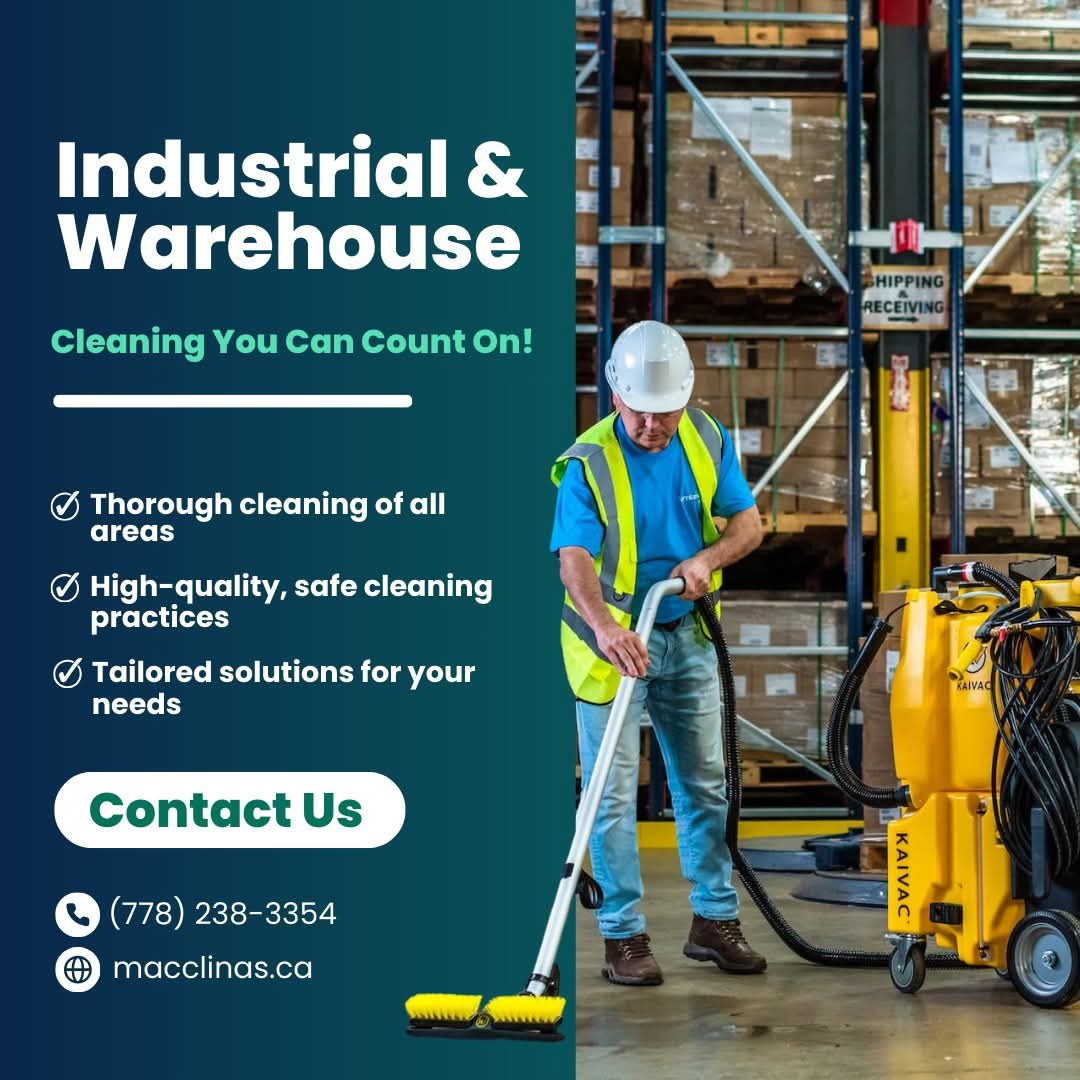 Industrial &
Warehouse
Cleaning You Can Count On!
Thorough cleaning of all
areas
High-quality, safe cleaning
practices
Tailored solutions for your
needs
Contact Us
(778) 238-3354
macclinas.ca
SHIPPING
&
RECEIVING
KAIVAC
KAIVAC